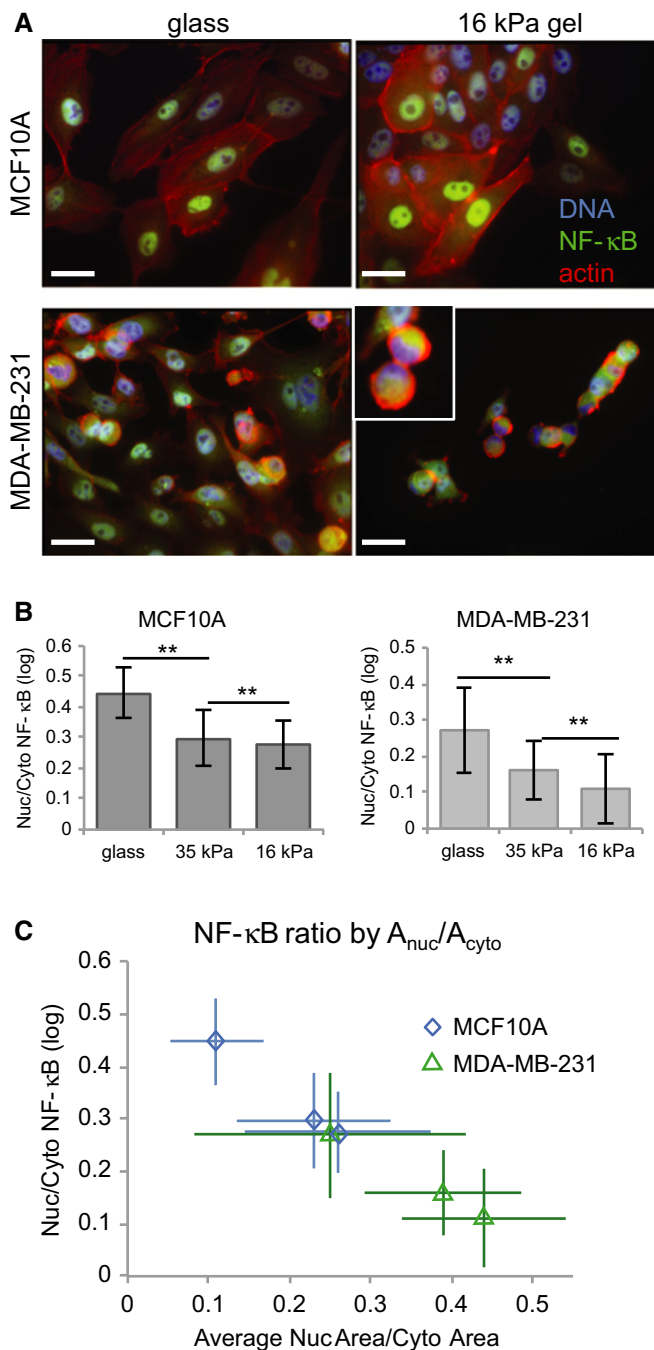 A
glass
16 kPa gel
MCF10A
DNA
NF-κB
actin
MDA-MB-231
B
MCF10A
Nuc/Cyto NF-κB (log)
0.6
0.5
0.4
0.3
0.2
0.1
0
**
**
glass
35 kPa
16 kPa
MDA-MB-231
Nuc/Cyto NF-κB (log)
0.5
0.4
0.3
0.2
0.1
0
**
**
glass
35 kPa
16 kPa
C
NF-κB ratio by Anuc/Acyto
Nuc/Cyto NF-κB (log)
0.6
0.5
0.4
0.3
0.2
0.1
0
MCF10A
MDA-MB-231
0
0.1
0.2
0.3
0.4
0.5
Average Nuc Area/Cyto Area